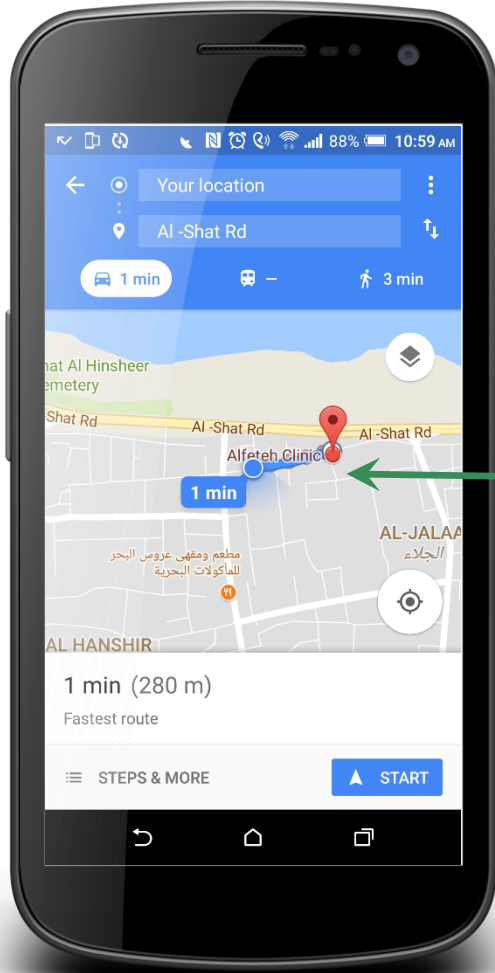 88% 10:59 AM
Your location
Al -Shat Rd
1 min – 3 min
hat Al Hinsheer
emetery
Shat Rd
Al -Shat Rd
Al -Shat Rd
Alfeteh Clinic
1 min
AL-JALAA
الجلاء
مطعم ومقهى عروس البحر
للمأكولات البحرية
AL HANSHIR
1 min (280 m)
Fastest route
STEPS & MORE START